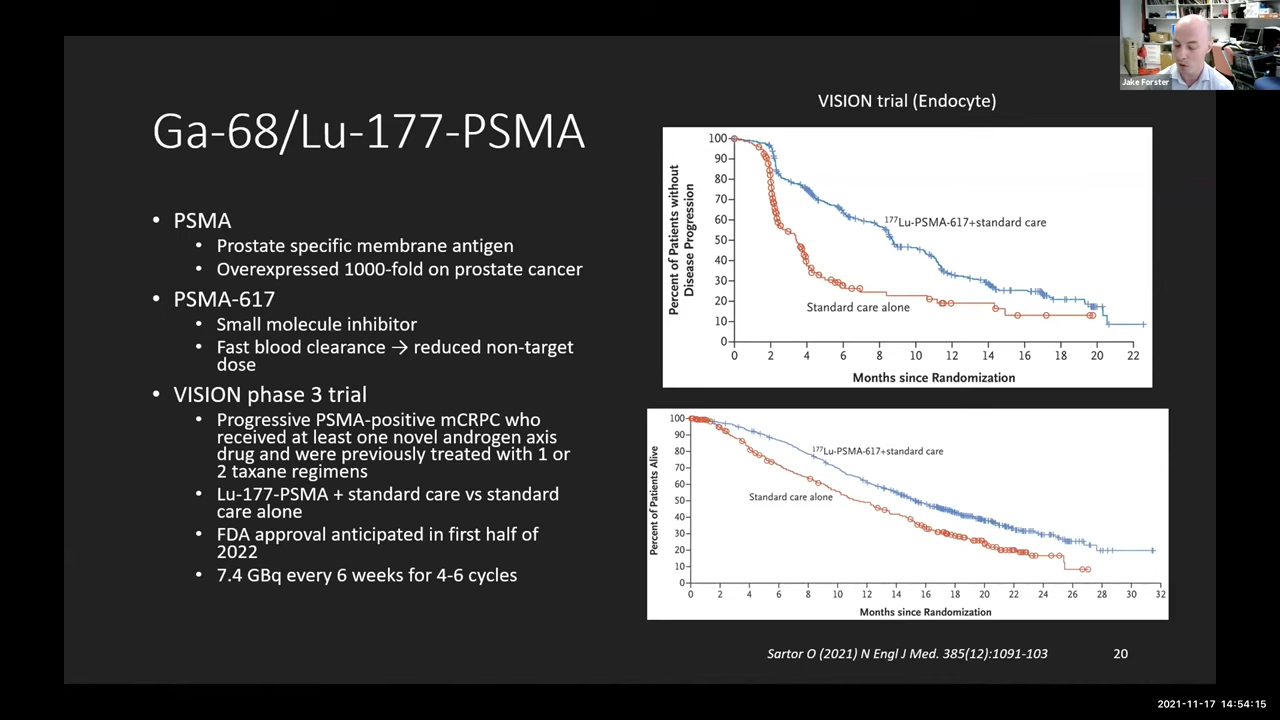 Jake Forster
Ga-68/Lu-177-PSMA
• PSMA
• Prostate specific membrane antigen
• Overexpressed 1000-fold on prostate cancer
• PSMA-617
• Small molecule inhibitor
• Fast blood clearance → reduced non-target
dose
• VISION phase 3 trial
• Progressive PSMA-positive mCRPC who
received at least one novel androgen axis
drug and were previously treated with 1 or
2 taxane regimens
• Lu-177-PSMA + standard care vs standard
care alone
• FDA approval anticipated in first half of
2022
• 7.4 GBq every 6 weeks for 4-6 cycles
VISION trial (Endocyte)
Percent of Patients without
Disease Progression
100
90
80
70
60
50
40
30
20
10
0
177Lu-PSMA-617+standard care
Standard care alone
0 2 4 6 8 10 12 14 16 18 20 22
Months since Randomization
Percent of Patients Alive
100
90
80
70
60
50
40
30
20
10
0
177Lu-PSMA-617+standard care
Standard care alone
0 2 4 6 8 10 12 14 16 18 20 22 24 26 28 30 32
Months since Randomization
Sartor O (2021) N Engl J Med. 385(12):1091-103
20
2021-11-17 14:54:15